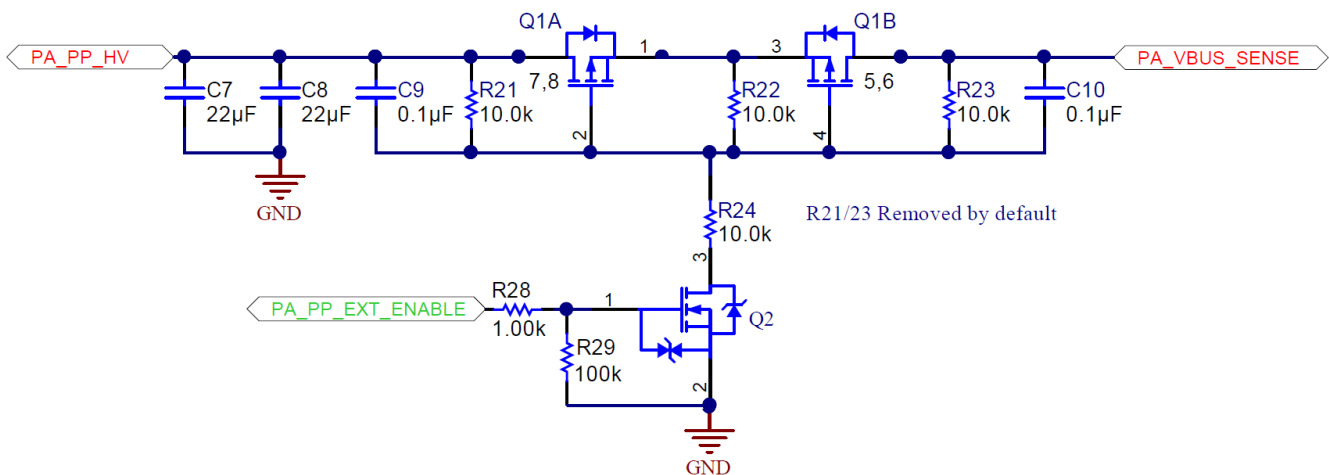 Q1A
Q1B
PA_PP_HV
1
3
PA_VBUS_SENSE
C7
22µF
C8
22µF
C9
0.1µF
R21
10.0k
7,8
2
R22
10.0k
5,6
4
R23
10.0k
C10
0.1µF
GND
R24
10.0k
R21/23 Removed by default
3
PA_PP_EXT_ENABLE
R28
1.00k
1
Q2
R29
100k
2
GND